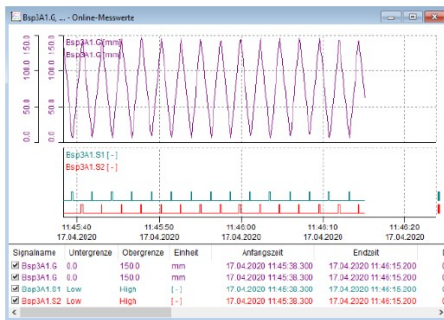 Bsp3A1.G, ... - Online-Messwerte
Bsp3A1.G [mm]
Bsp3A1.G [mm]
150.0 150.0
100.0 100.0
50.0 50.0
0.0 0.0
Bsp3A1.S1 [ - ]
Bsp3A1.S2 [ - ]
11:45:40 11:45:50 11:46:00 11:46:10 11:46:20
17.04.2020 17.04.2020 17.04.2020 17.04.2020 17.04.2020
Signalname Untergrenze Obergrenze Einheit Anfangszeit Endzeit
Bsp3A1.G 0.0 150.0 mm 17.04.2020 11:45:38.300 17.04.2020 11:46:15.200
Bsp3A1.G 0.0 150.0 mm 17.04.2020 11:45:38.300 17.04.2020 11:46:15.200
Bsp3A1.S1 Low High [ - ] 17.04.2020 11:45:38.300 17.04.2020 11:46:15.200
Bsp3A1.S2 Low High [ - ] 17.04.2020 11:45:38.300 17.04.2020 11:46:15.200